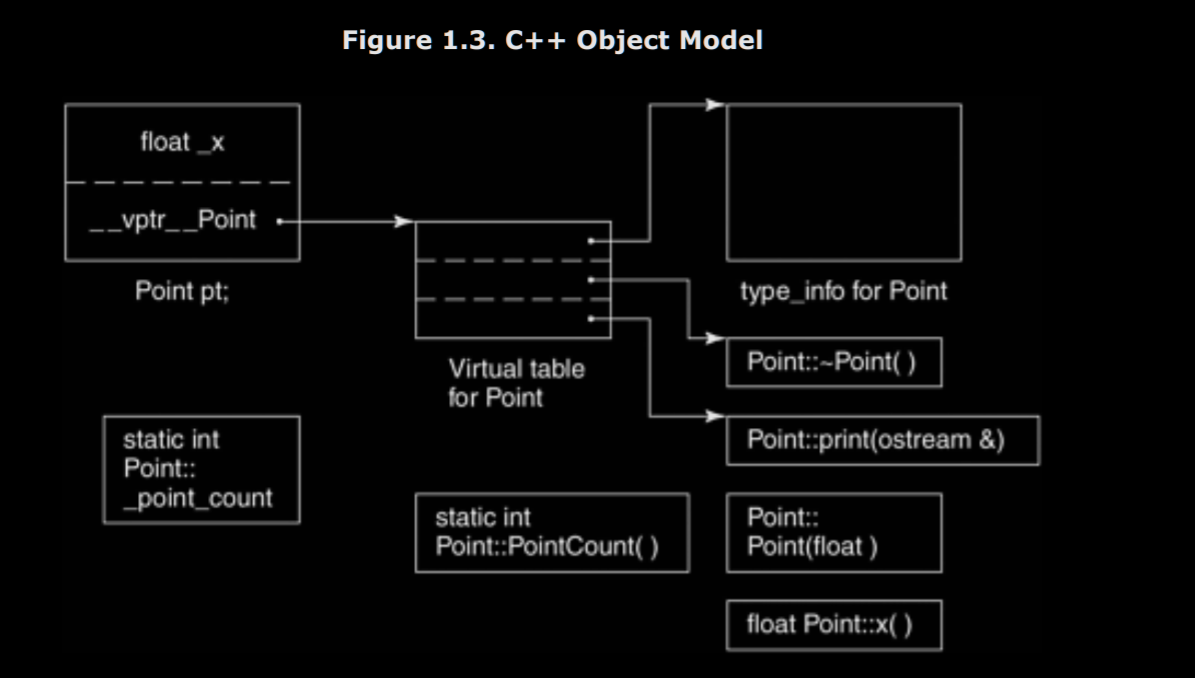 Figure 1.3. C++ Object Model
float _x
__vptr__Point
Point pt;
Virtual table
for Point
type_info for Point
Point::~Point( )
Point::print(ostream &)
static int
Point::
_point_count
static int
Point::PointCount( )
Point::
Point(float )
float Point::x( )